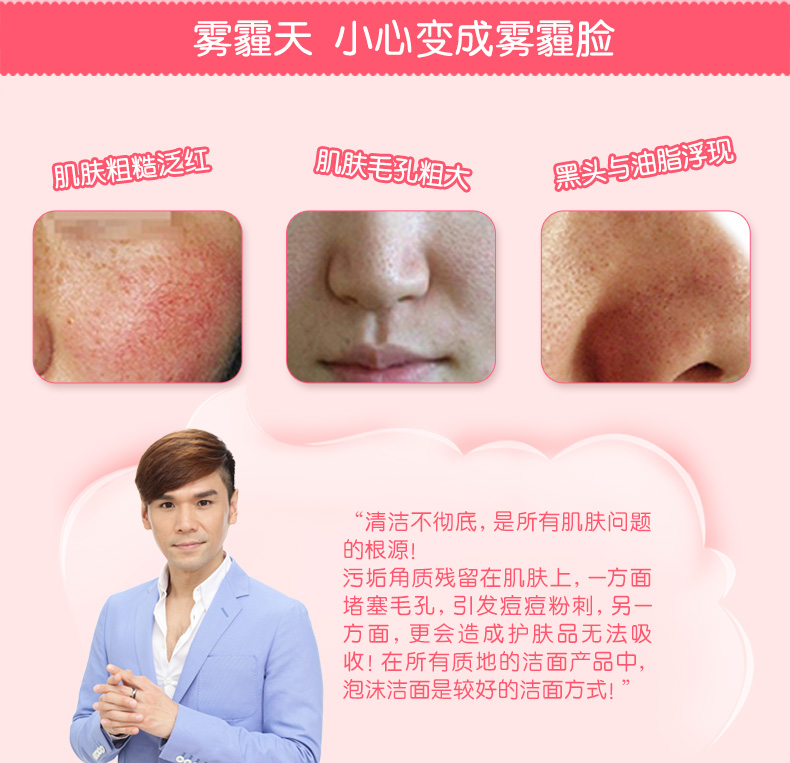 雾霾天 小心变成雾霾脸
肌肤粗糙泛红
肌肤毛孔粗大
黑头与油脂浮现
“清洁不彻底，是所有肌肤问题
的根源！
污垢角质残留在肌肤上，一方面
堵塞毛孔，引发痘痘粉刺，另一
方面，更会造成护肤品无法吸
收！在所有质地的洁面产品中，
泡沫洁面是较好的洁面方式！”